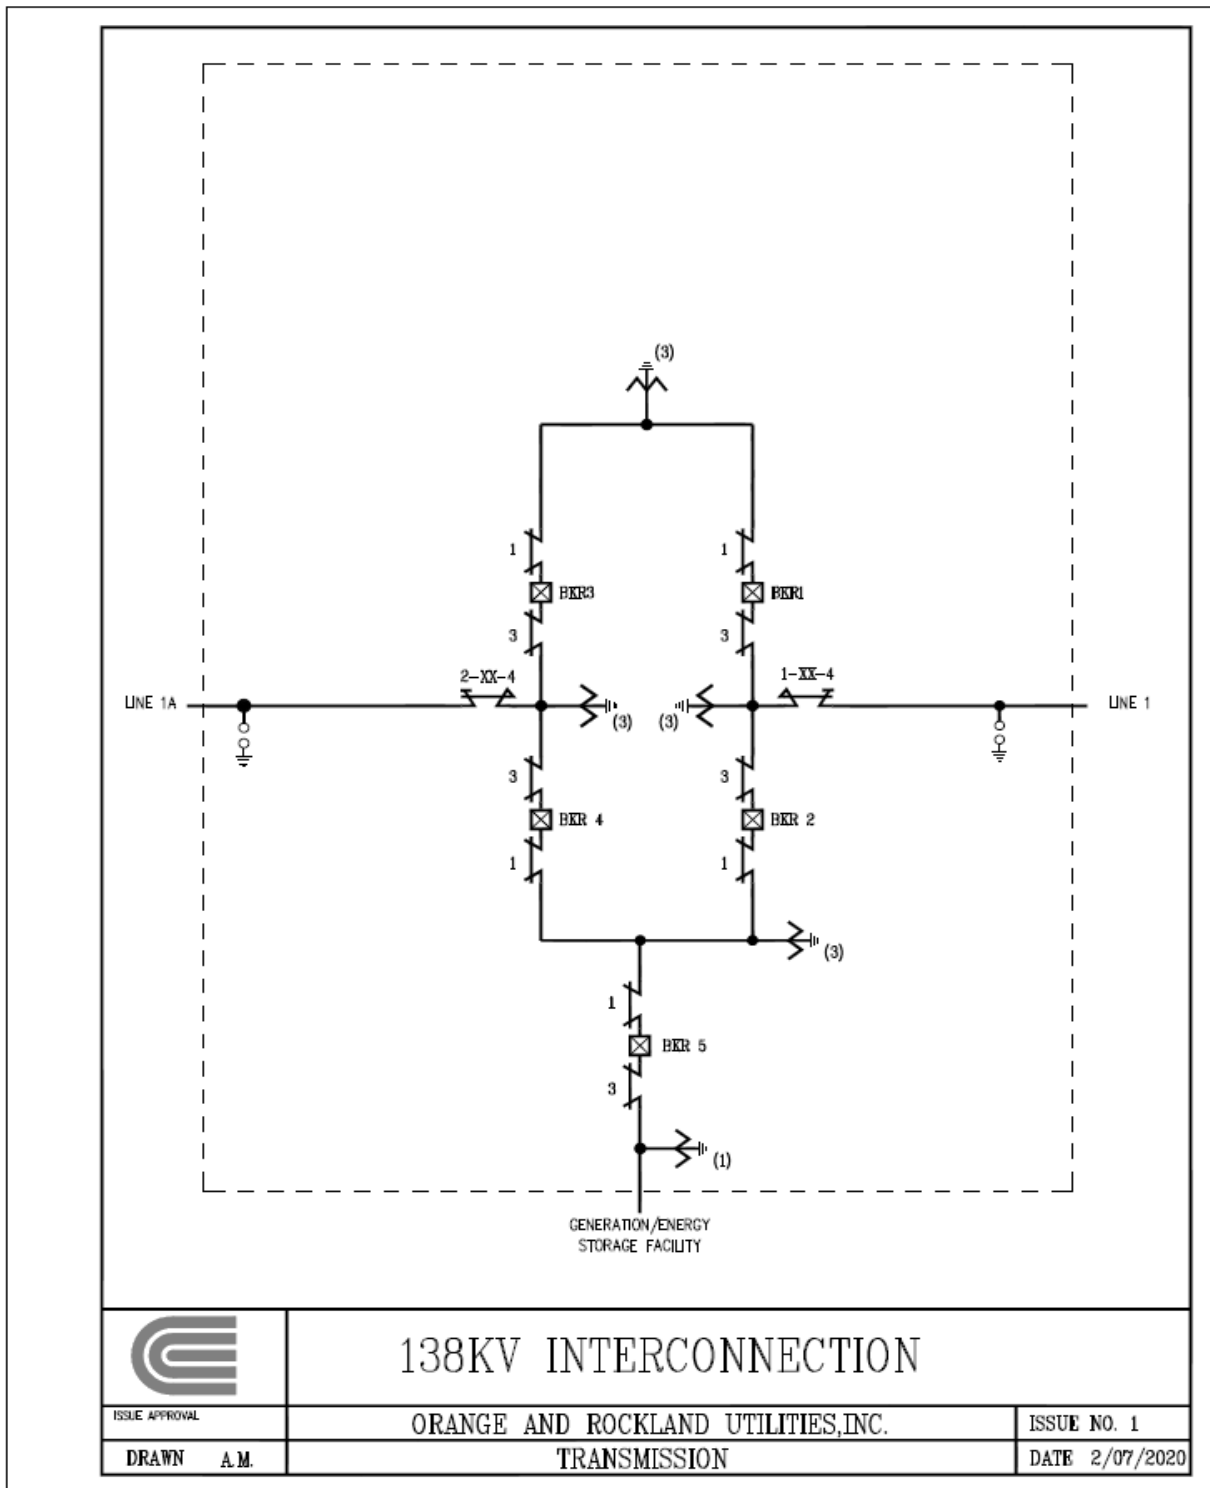 (3)
1
1
BKR3
BKR1
3
3
2-XX-4
1-XX-4
LINE 1A
LINE 1
(3)
(3)
3
3
BKR 4
BKR 2
1
1
(3)
1
BKR 5
3
(1)
GENERATION/ENERGY
STORAGE FACILITY
138KV INTERCONNECTION
ISSUE APPROVAL
ORANGE AND ROCKLAND UTILITIES,INC.
ISSUE NO. 1
DRAWN A.M.
TRANSMISSION
DATE 2/07/2020